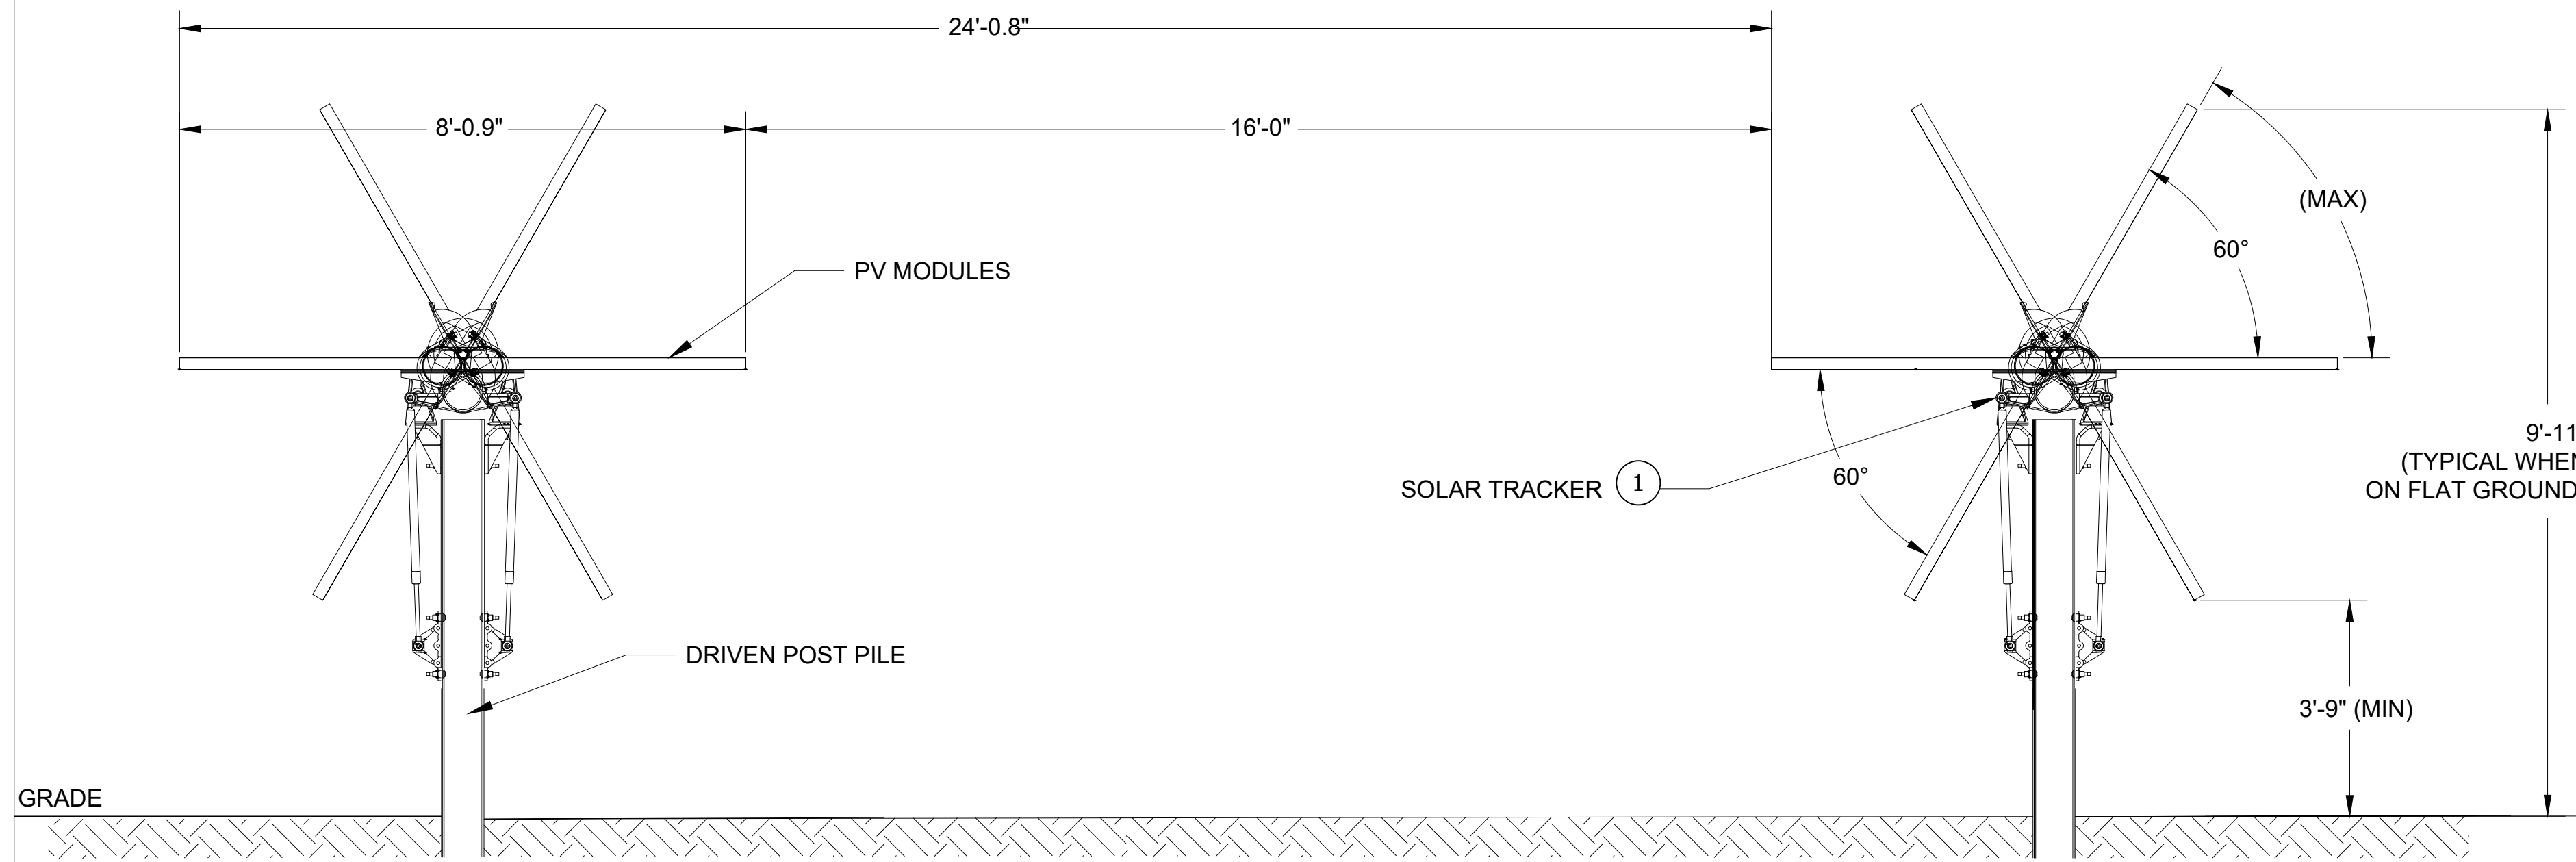 24'-0.8"
8'-0.9"
16'-0"
(MAX)
60°
PV MODULES
9'-11
(TYPICAL WHEN
ON FLAT GROUND
60°
SOLAR TRACKER 1
DRIVEN POST PILE
3'-9" (MIN)
GRADE